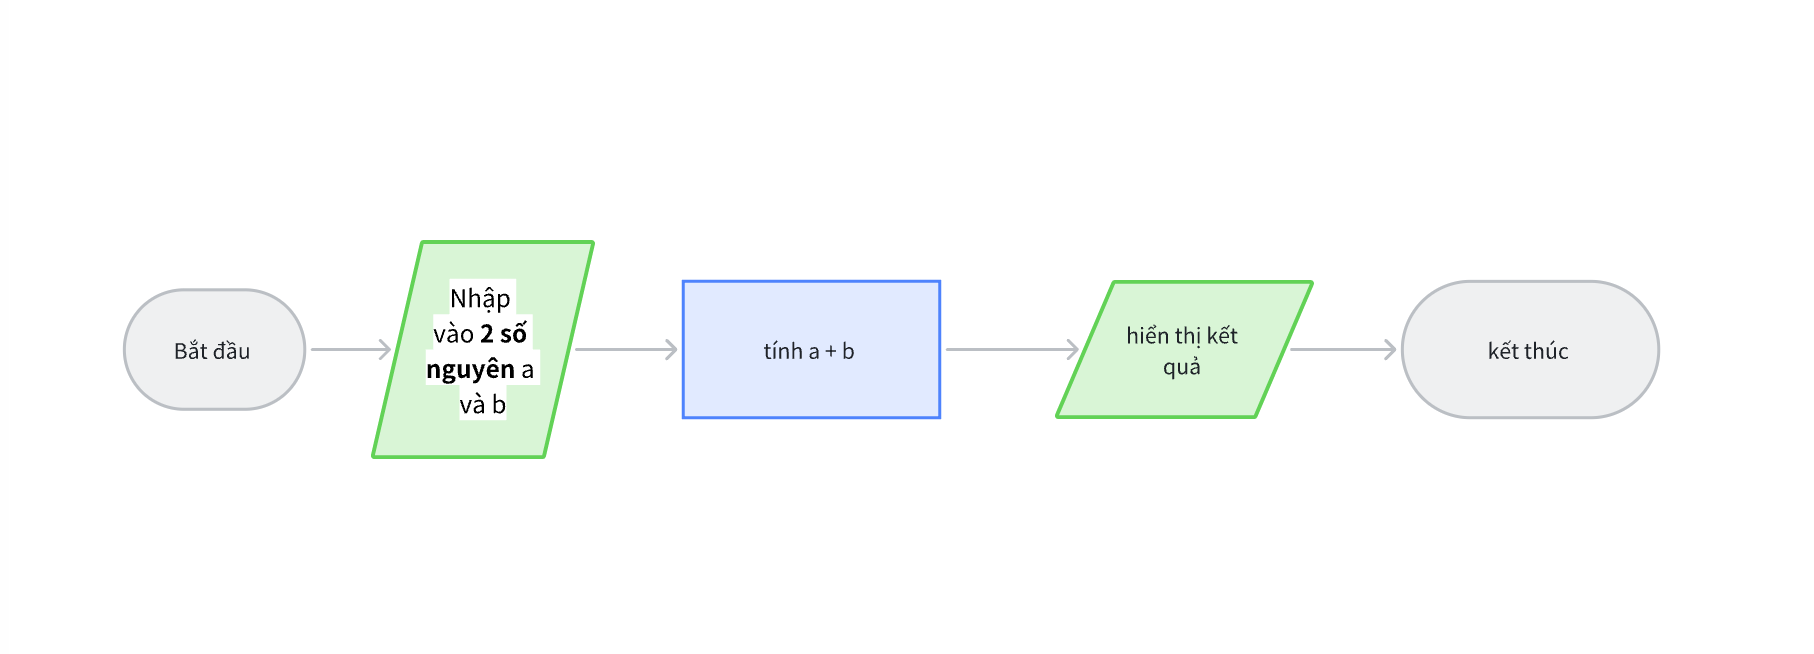 Bắt đầu
Nhập
vào 2 số
nguyên a
và b
tính a + b
hiển thị kết
quả
kết thúc